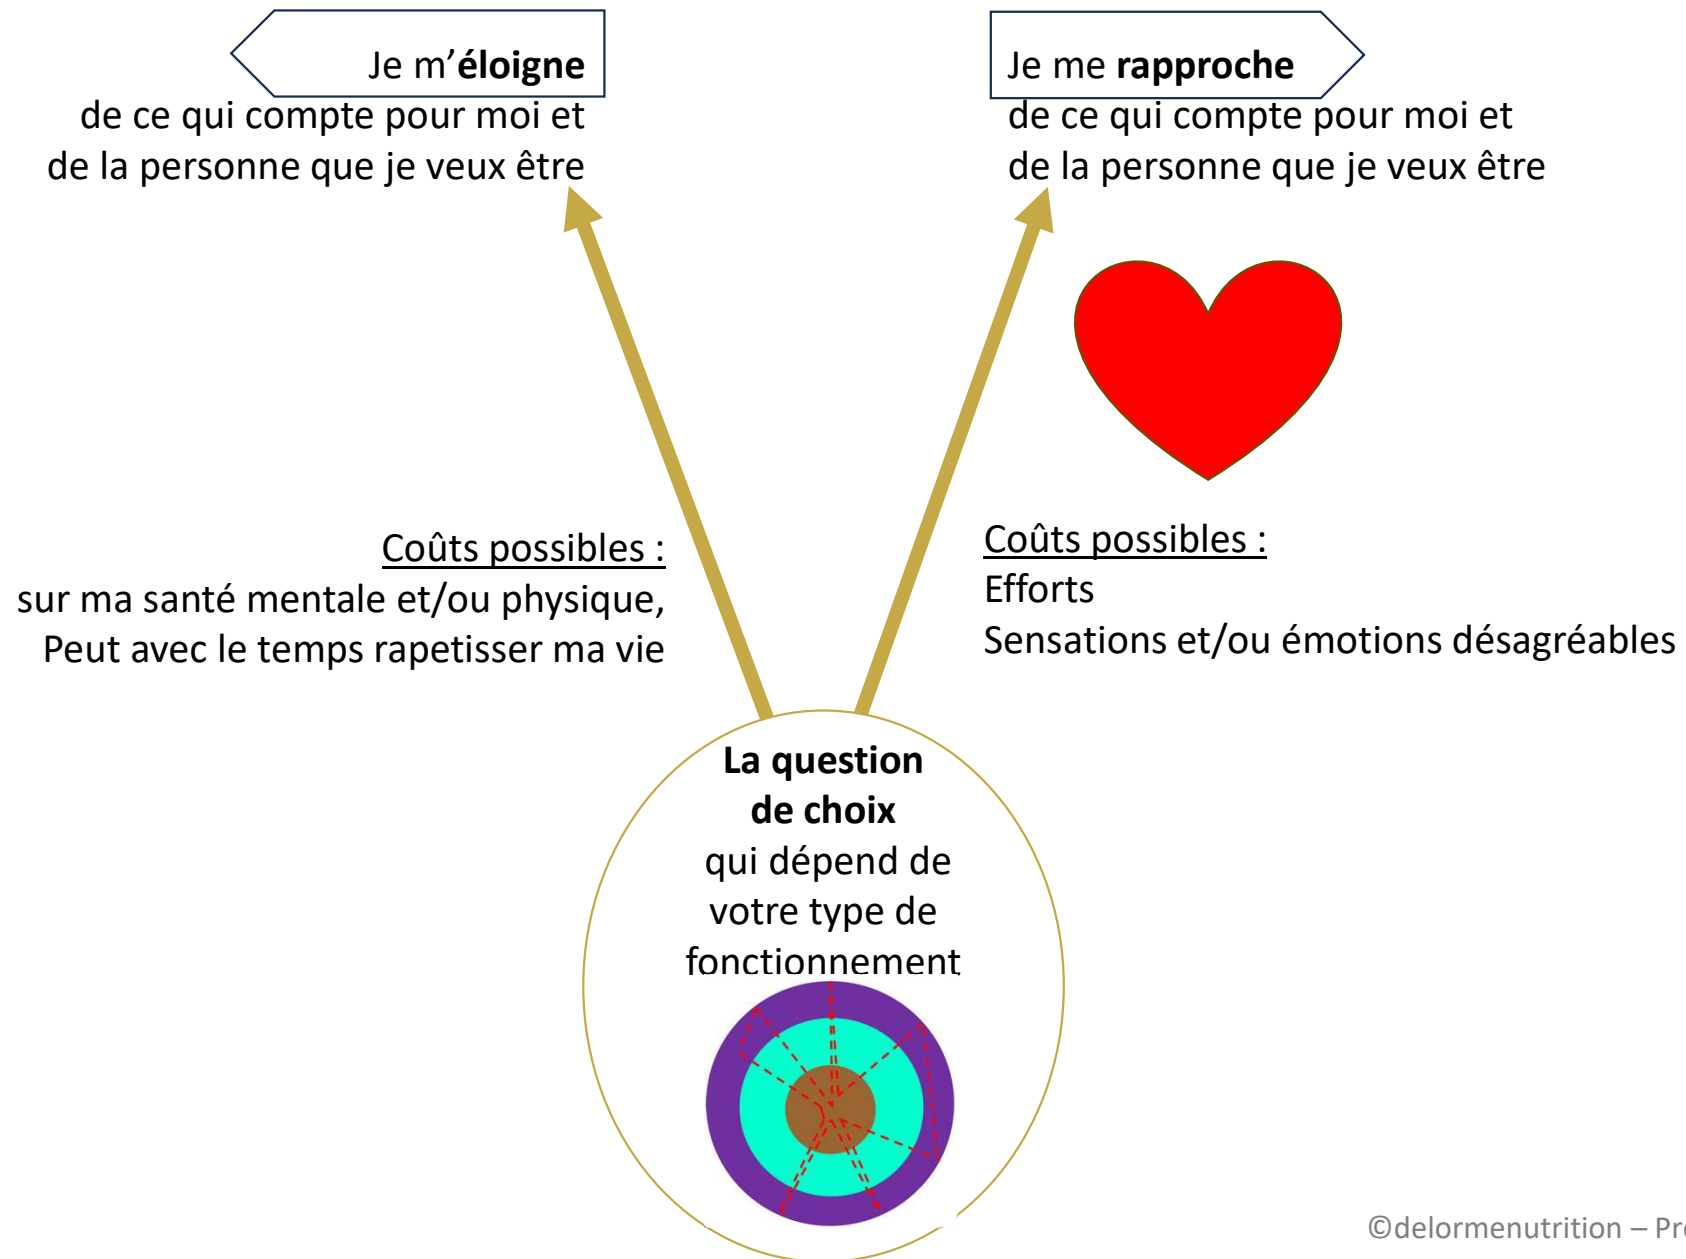 Je m'éloigne
de ce qui compte pour moi et
de la personne que je veux être
Je me rapproche
de ce qui compte pour moi et
de la personne que je veux être
Coûts possibles :
sur ma santé mentale et/ou physique,
Peut avec le temps rapetisser ma vie
Coûts possibles :
Efforts
Sensations et/ou émotions désagréables
La question
de choix
qui dépend de
votre type de
fonctionnement
©delormenutrition –